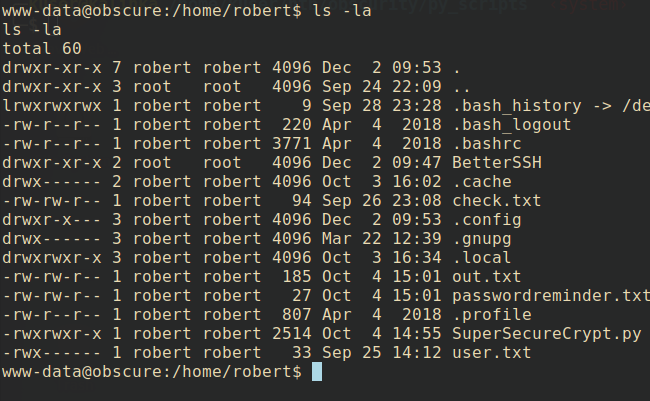 www-data@obscure:/home/robert$ ls -la
ls -la
total 60
drwxr-xr-x 7 robert robert 4096 Dec  2 09:53 .
drwxr-xr-x 3 root   root   4096 Sep 24 22:09 ..
lrwxrwxrwx 1 robert robert    9 Sep 28 23:28 .bash_history -> /de
-rw-r--r-- 1 robert robert  220 Apr  4  2018 .bash_logout
-rw-r--r-- 1 robert robert 3771 Apr  4  2018 .bashrc
drwxr-xr-x 2 root   root   4096 Dec  2 09:47 BetterSSH
drwx------ 2 robert robert 4096 Oct  3 16:02 .cache
-rw-rw-r-- 1 robert robert   94 Sep 26 23:08 check.txt
drwxr-x--- 3 robert robert 4096 Dec  2 09:53 .config
drwx------ 3 robert robert 4096 Mar 22 12:39 .gnupg
drwxrwxr-x 3 robert robert 4096 Oct  3 16:34 .local
-rw-rw-r-- 1 robert robert  185 Oct  4 15:01 out.txt
-rw-rw-r-- 1 robert robert   27 Oct  4 15:01 passwordreminder.txt
-rw-r--r-- 1 robert robert  807 Apr  4  2018 .profile
-rwxrwxr-x 1 robert robert 2514 Oct  4 14:55 SuperSecureCrypt.py
-rwx------ 1 robert robert   33 Sep 25 14:12 user.txt
www-data@obscure:/home/robert$